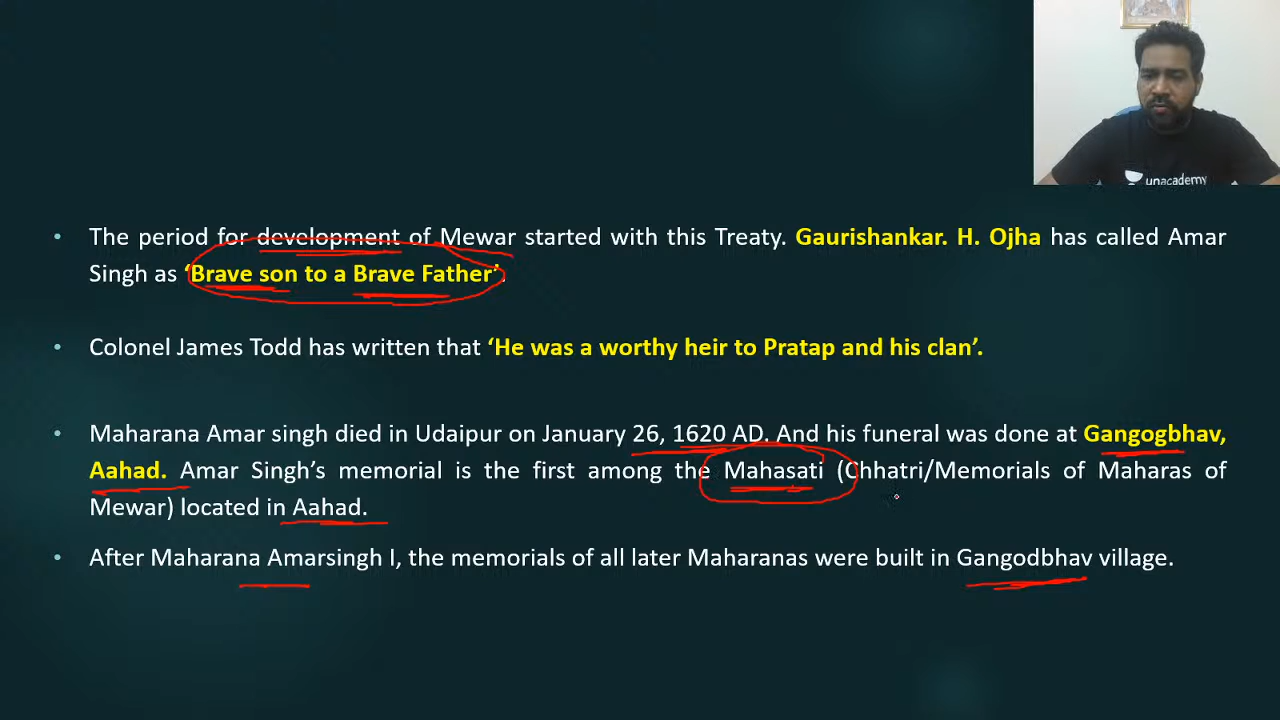 unacademy
• The period for development of Mewar started with this Treaty. Gaurishankar. H. Ojha has called Amar
Singh as ‘Brave son to a Brave Father’.
• Colonel James Todd has written that ‘He was a worthy heir to Pratap and his clan’.
• Maharana Amar singh died in Udaipur on January 26, 1620 AD. And his funeral was done at Gangogbhav,
Aahad. Amar Singh’s memorial is the first among the Mahasati (Chhatri/Memorials of Maharas of
Mewar) located in Aahad.
• After Maharana Amarsingh I, the memorials of all later Maharanas were built in Gangodbhav village.